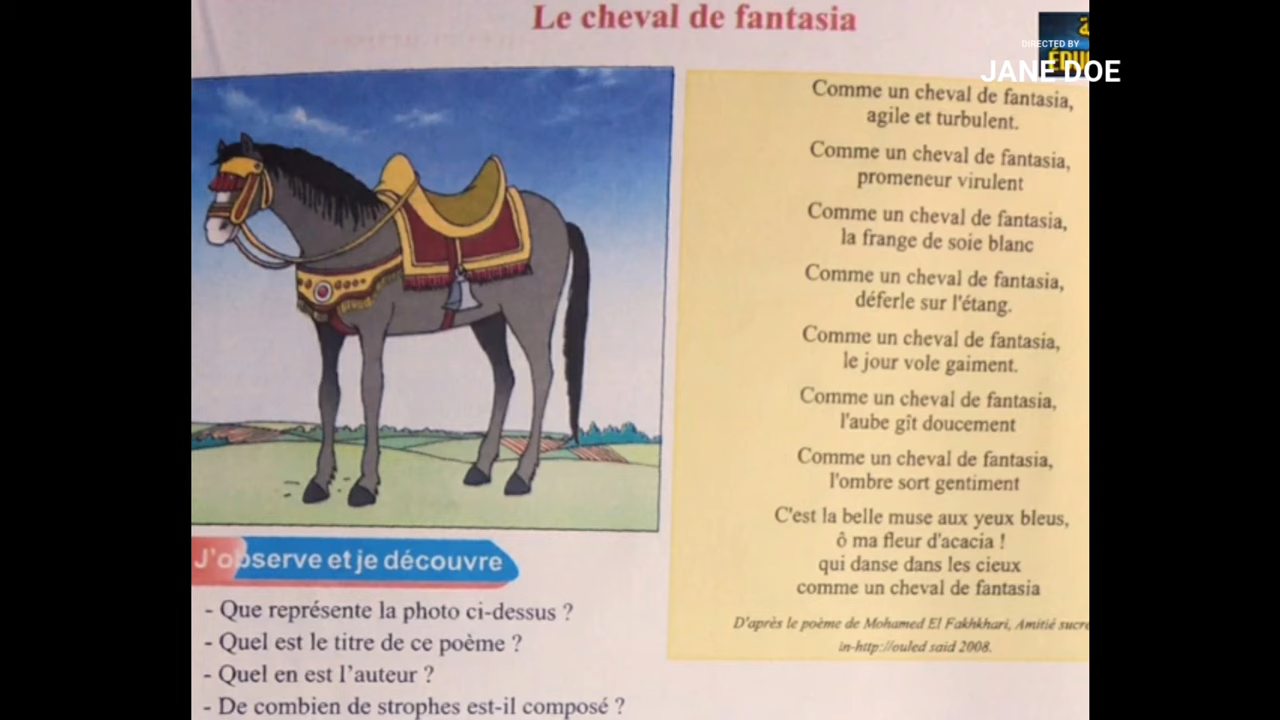 Le cheval de fantasia
DIRECTED BY
JANE DOE
Comme un cheval de fantasia,
agile et turbulent.
Comme un cheval de fantasia,
promeneur virulent
Comme un cheval de fantasia,
la frange de soie blanc
Comme un cheval de fantasia,
déferle sur l'étang.
Comme un cheval de fantasia,
le jour vole gaiment.
Comme un cheval de fantasia,
l'aube gît doucement
Comme un cheval de fantasia,
l'ombre sort gentiment
C'est la belle muse aux yeux bleus,
ô ma fleur d'acacia !
qui danse dans les cieux
comme un cheval de fantasia
D'après le poème de Mohamed El Fakhkhari, Amitié
in-http://ouled said 2008.
J'observe et je découvre
- Que représente la photo ci-dessus ?
- Quel est le titre de ce poème ?
- Quel en est l'auteur ?
- De combien de strophes est-il composé ?